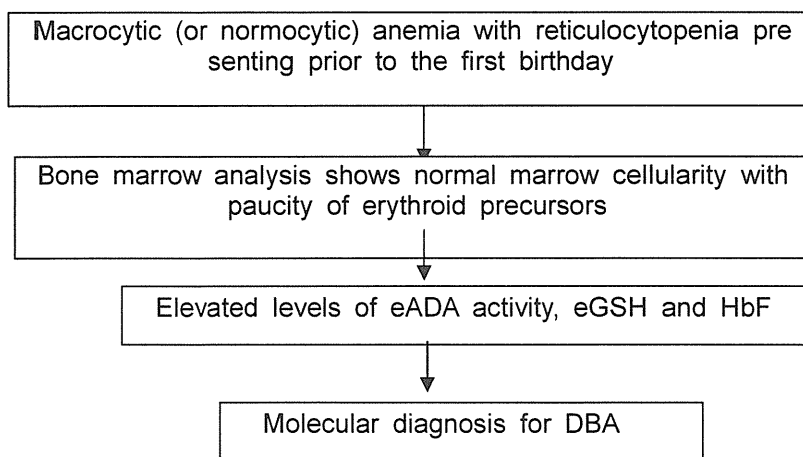 Macrocytic (or normocytic) anemia with reticulocytopenia pre
senting prior to the first birthday
Bone marrow analysis shows normal marrow cellularity with
paucity of erythroid precursors
Elevated levels of eADA activity, eGSH and HbF
Molecular diagnosis for DBA